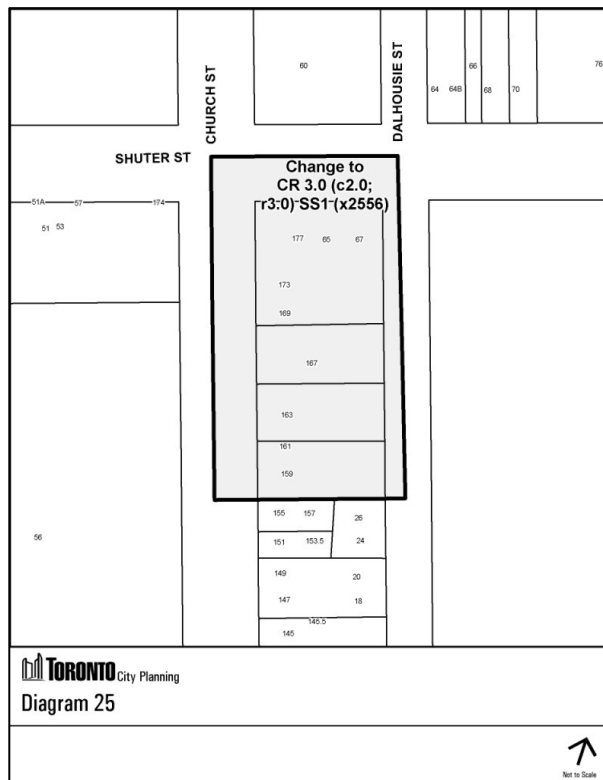 60
66
76
64
64B
68
70
CHURCH ST
DALHOUSIE ST
SHUTER ST
Change to
CR 3.0 (c2.0;
r3.0) SS1 (x2556)
51A
57
174
51
53
177
65
67
173
169
167
163
161
159
155
157
26
151
153.5
24
56
149
20
147
18
145.5
145
TORONTO City Planning
Diagram 25
Not to Scale